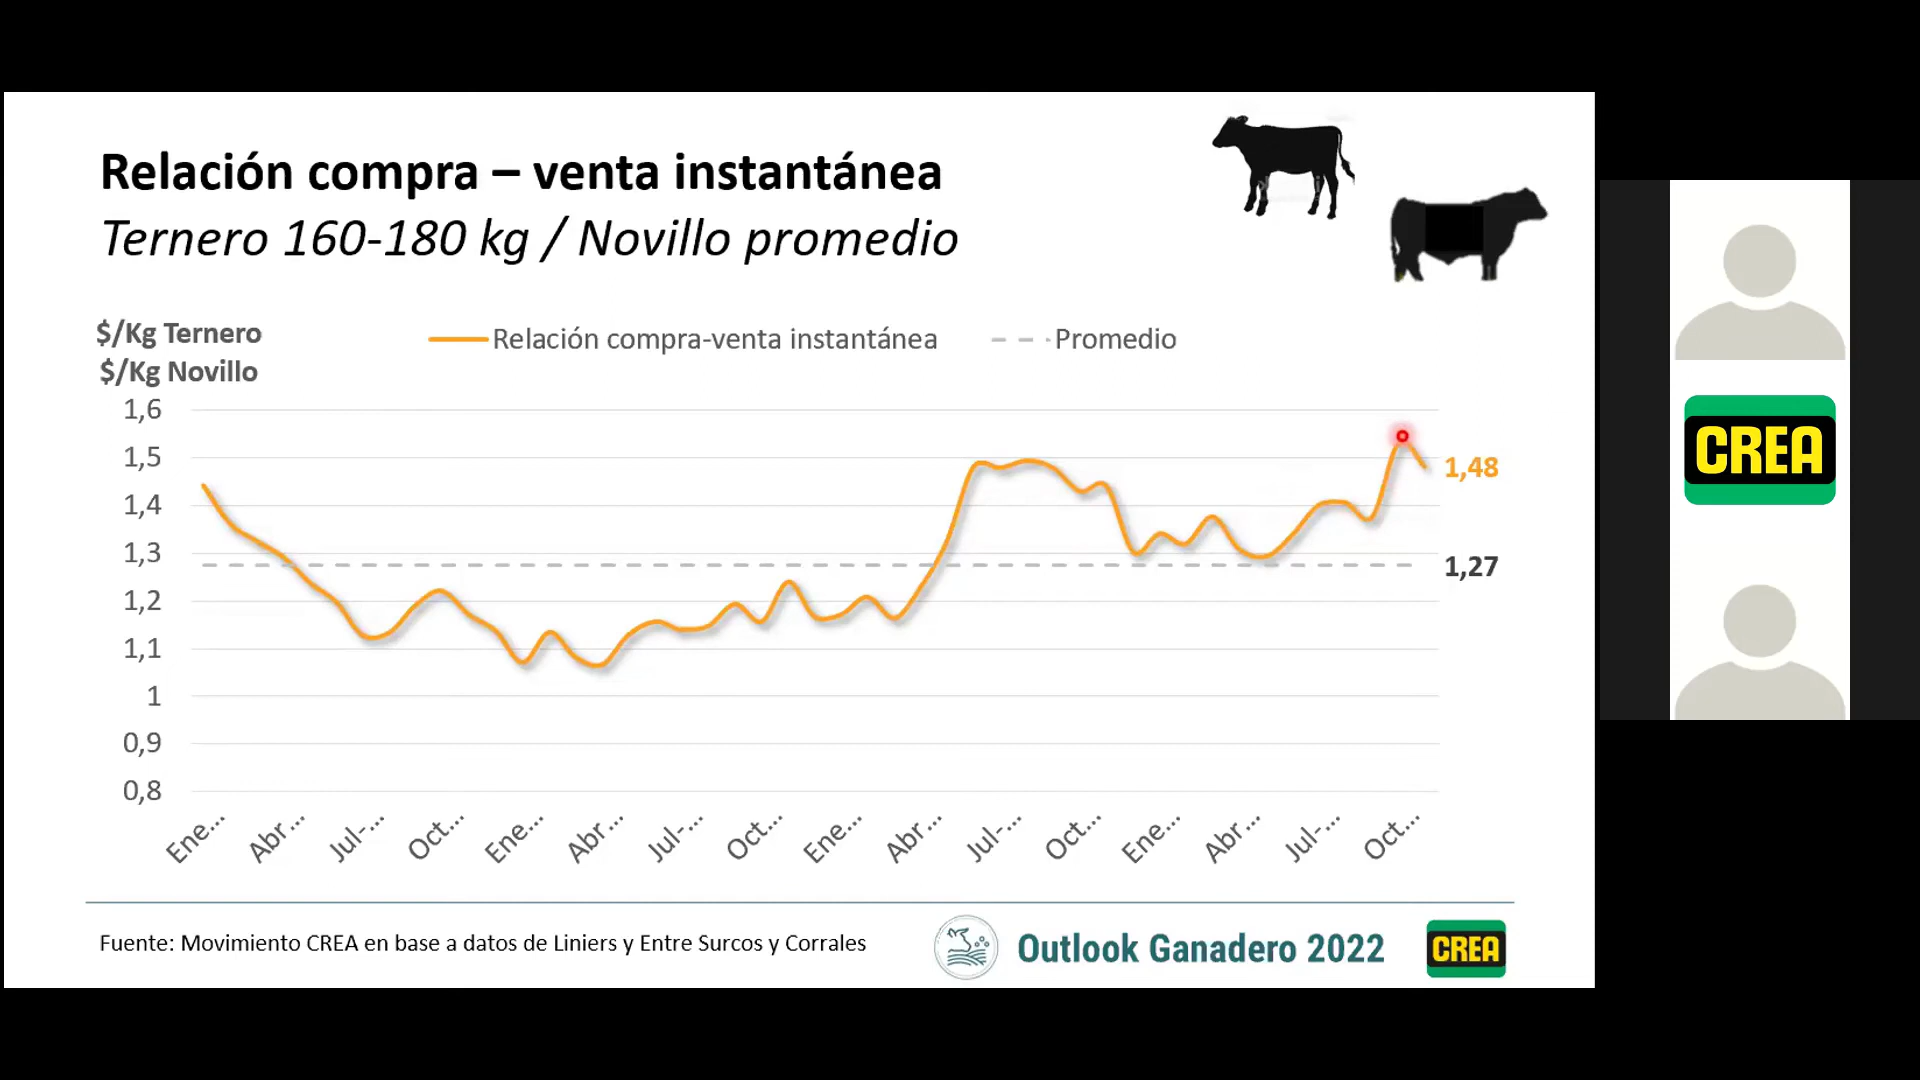 Relación compra – venta instantánea
Ternero 160-180 kg / Novillo promedio
$/Kg Ternero
$/Kg Novillo
Relación compra-venta instantánea
Promedio
1,6
1,5
1,4
1,3
1,2
1,1
1
0,9
0,8
1,48
1,27
Ene...
Abr...
Jul-...
Oct...
Ene...
Abr...
Jul-...
Oct...
Ene...
Abr...
Jul-...
Oct...
Ene...
Abr...
Jul-...
Oct...
Fuente: Movimiento CREA en base a datos de Liniers y Entre Surcos y Corrales
Outlook Ganadero 2022
CREA
CREA